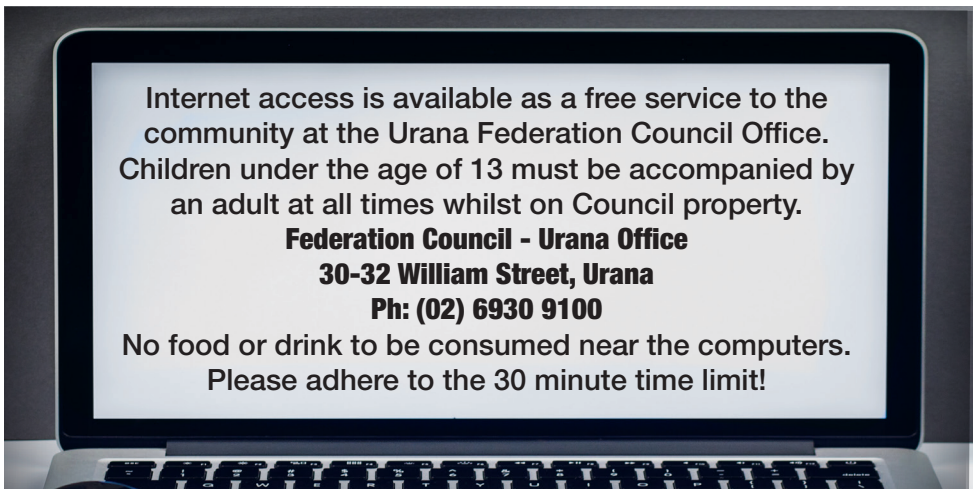 Internet access is available as a free service to the
community at the Urana Federation Council Office.
Children under the age of 13 must be accompanied by
an adult at all times whilst on Council property.
Federation Council - Urana Office
30-32 William Street, Urana
Ph: (02) 6930 9100
No food or drink to be consumed near the computers.
Please adhere to the 30 minute time limit!
delete